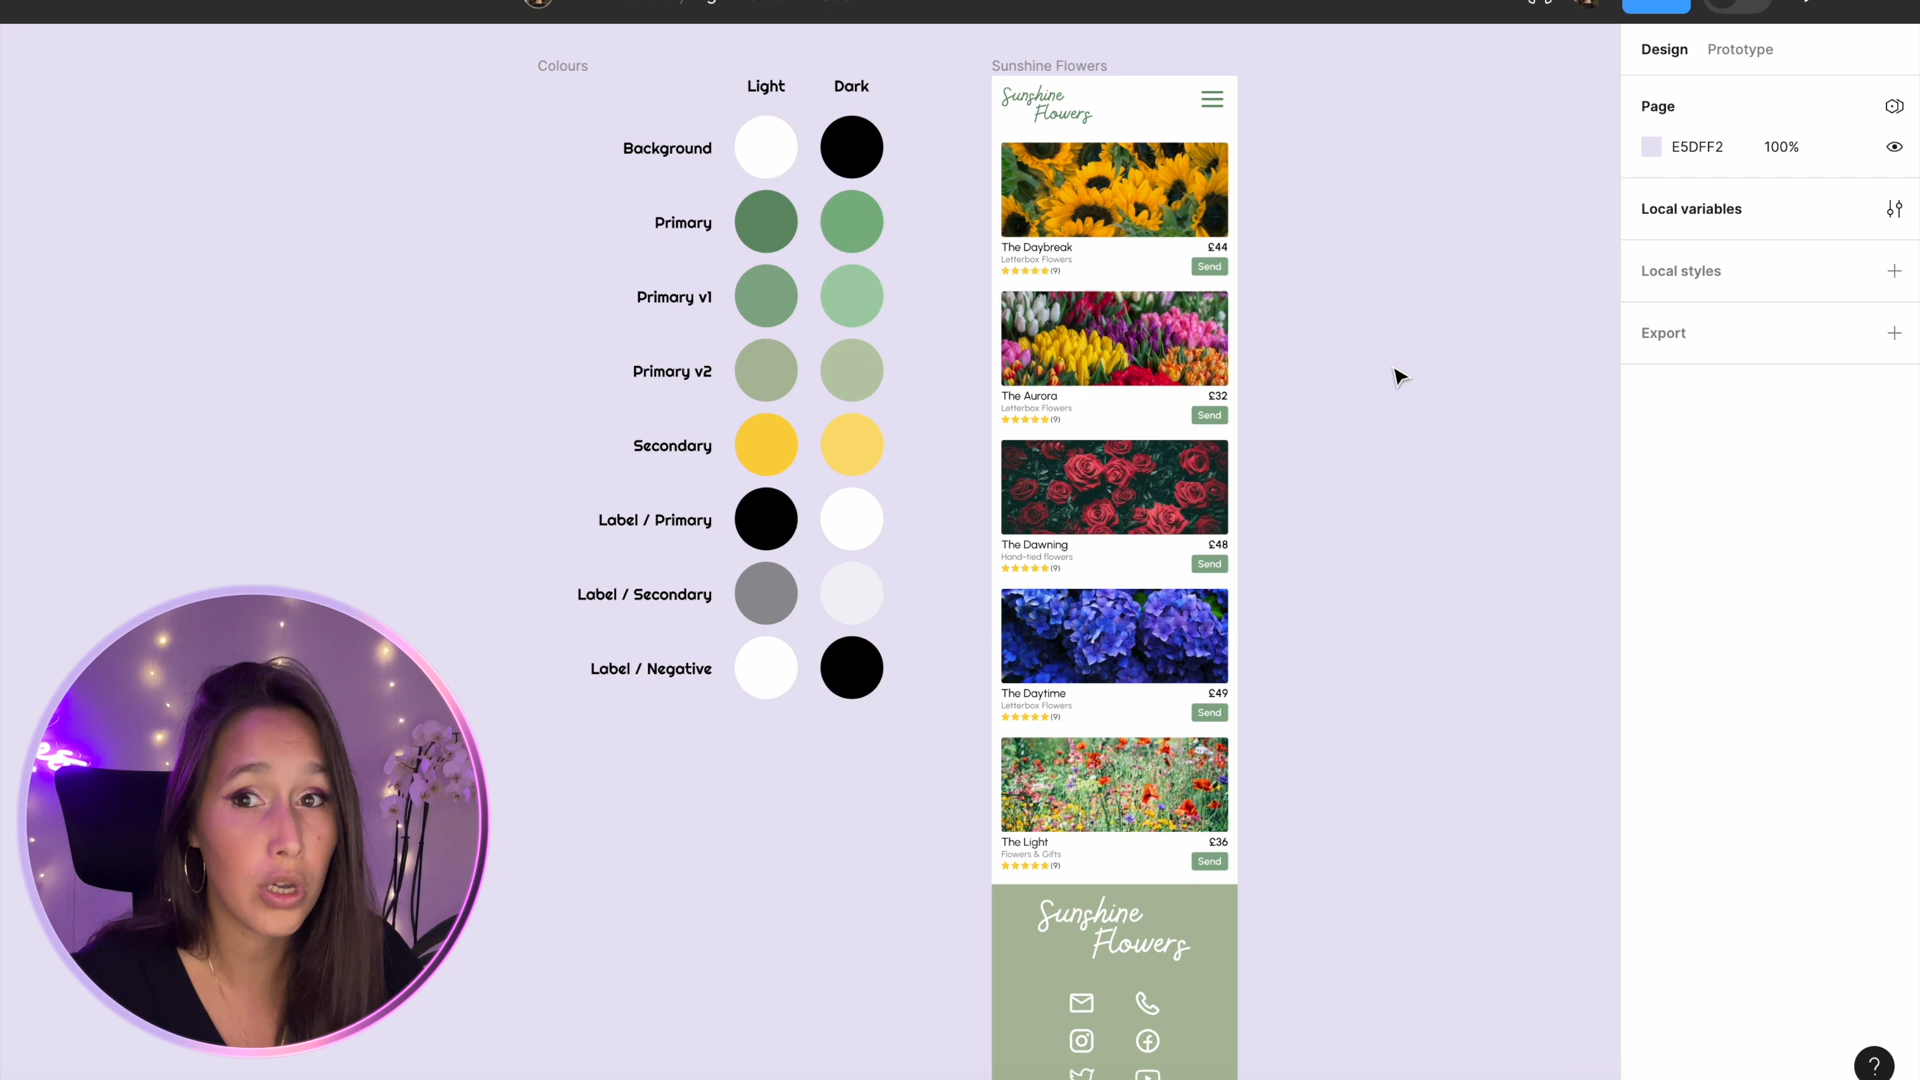 Design Prototype
Colours
Sunshine Flowers
Light Dark
Background
Primary
Primary v1
Primary v2
Secondary
Label / Primary
Label / Secondary
Label / Negative
Sunshine
Flowers
The Daybreak £44
Letterbox Flowers
(9)
Send
The Aurora £32
Letterbox Flowers
(9)
Send
The Dawning £48
Hand-tied flowers
(9)
Send
The Daytime £49
Letterbox Flowers
(9)
Send
The Light £36
Flowers & Gifts
(9)
Send
Sunshine
Flowers
Page
E5DFF2 100%
Local variables
Local styles
Export
?